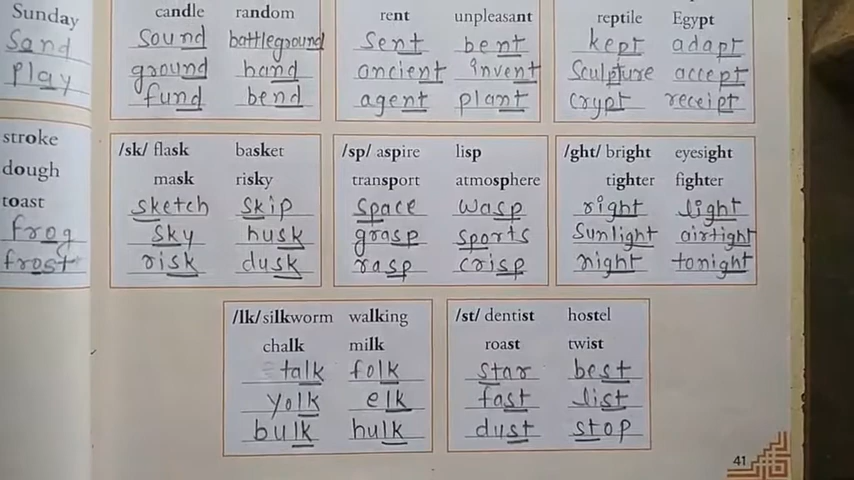 Sunday
Sand
play
candle random
sound battleground
ground hand
fund bend
rent unpleasant
sent bent
ancient invent
agent plant
reptile Egypt
kept adapt
Sculpture accept
crypt receipt
stroke
dough
toast
frog
frost
/sk/ flask basket
mask risky
sketch skip
sky husk
risk dusk
/sp/ aspire lisp
transport atmosphere
space wasp
grasp sports
rasp crisp
/ght/ bright eyesight
tighter fighter
right light
Sunlight airtight
night tonight
/lk/ silkworm walking
chalk milk
talk folk
yolk elk
bulk hulk
/st/ dentist hostel
roast twist
star best
fast list
dust stop
41